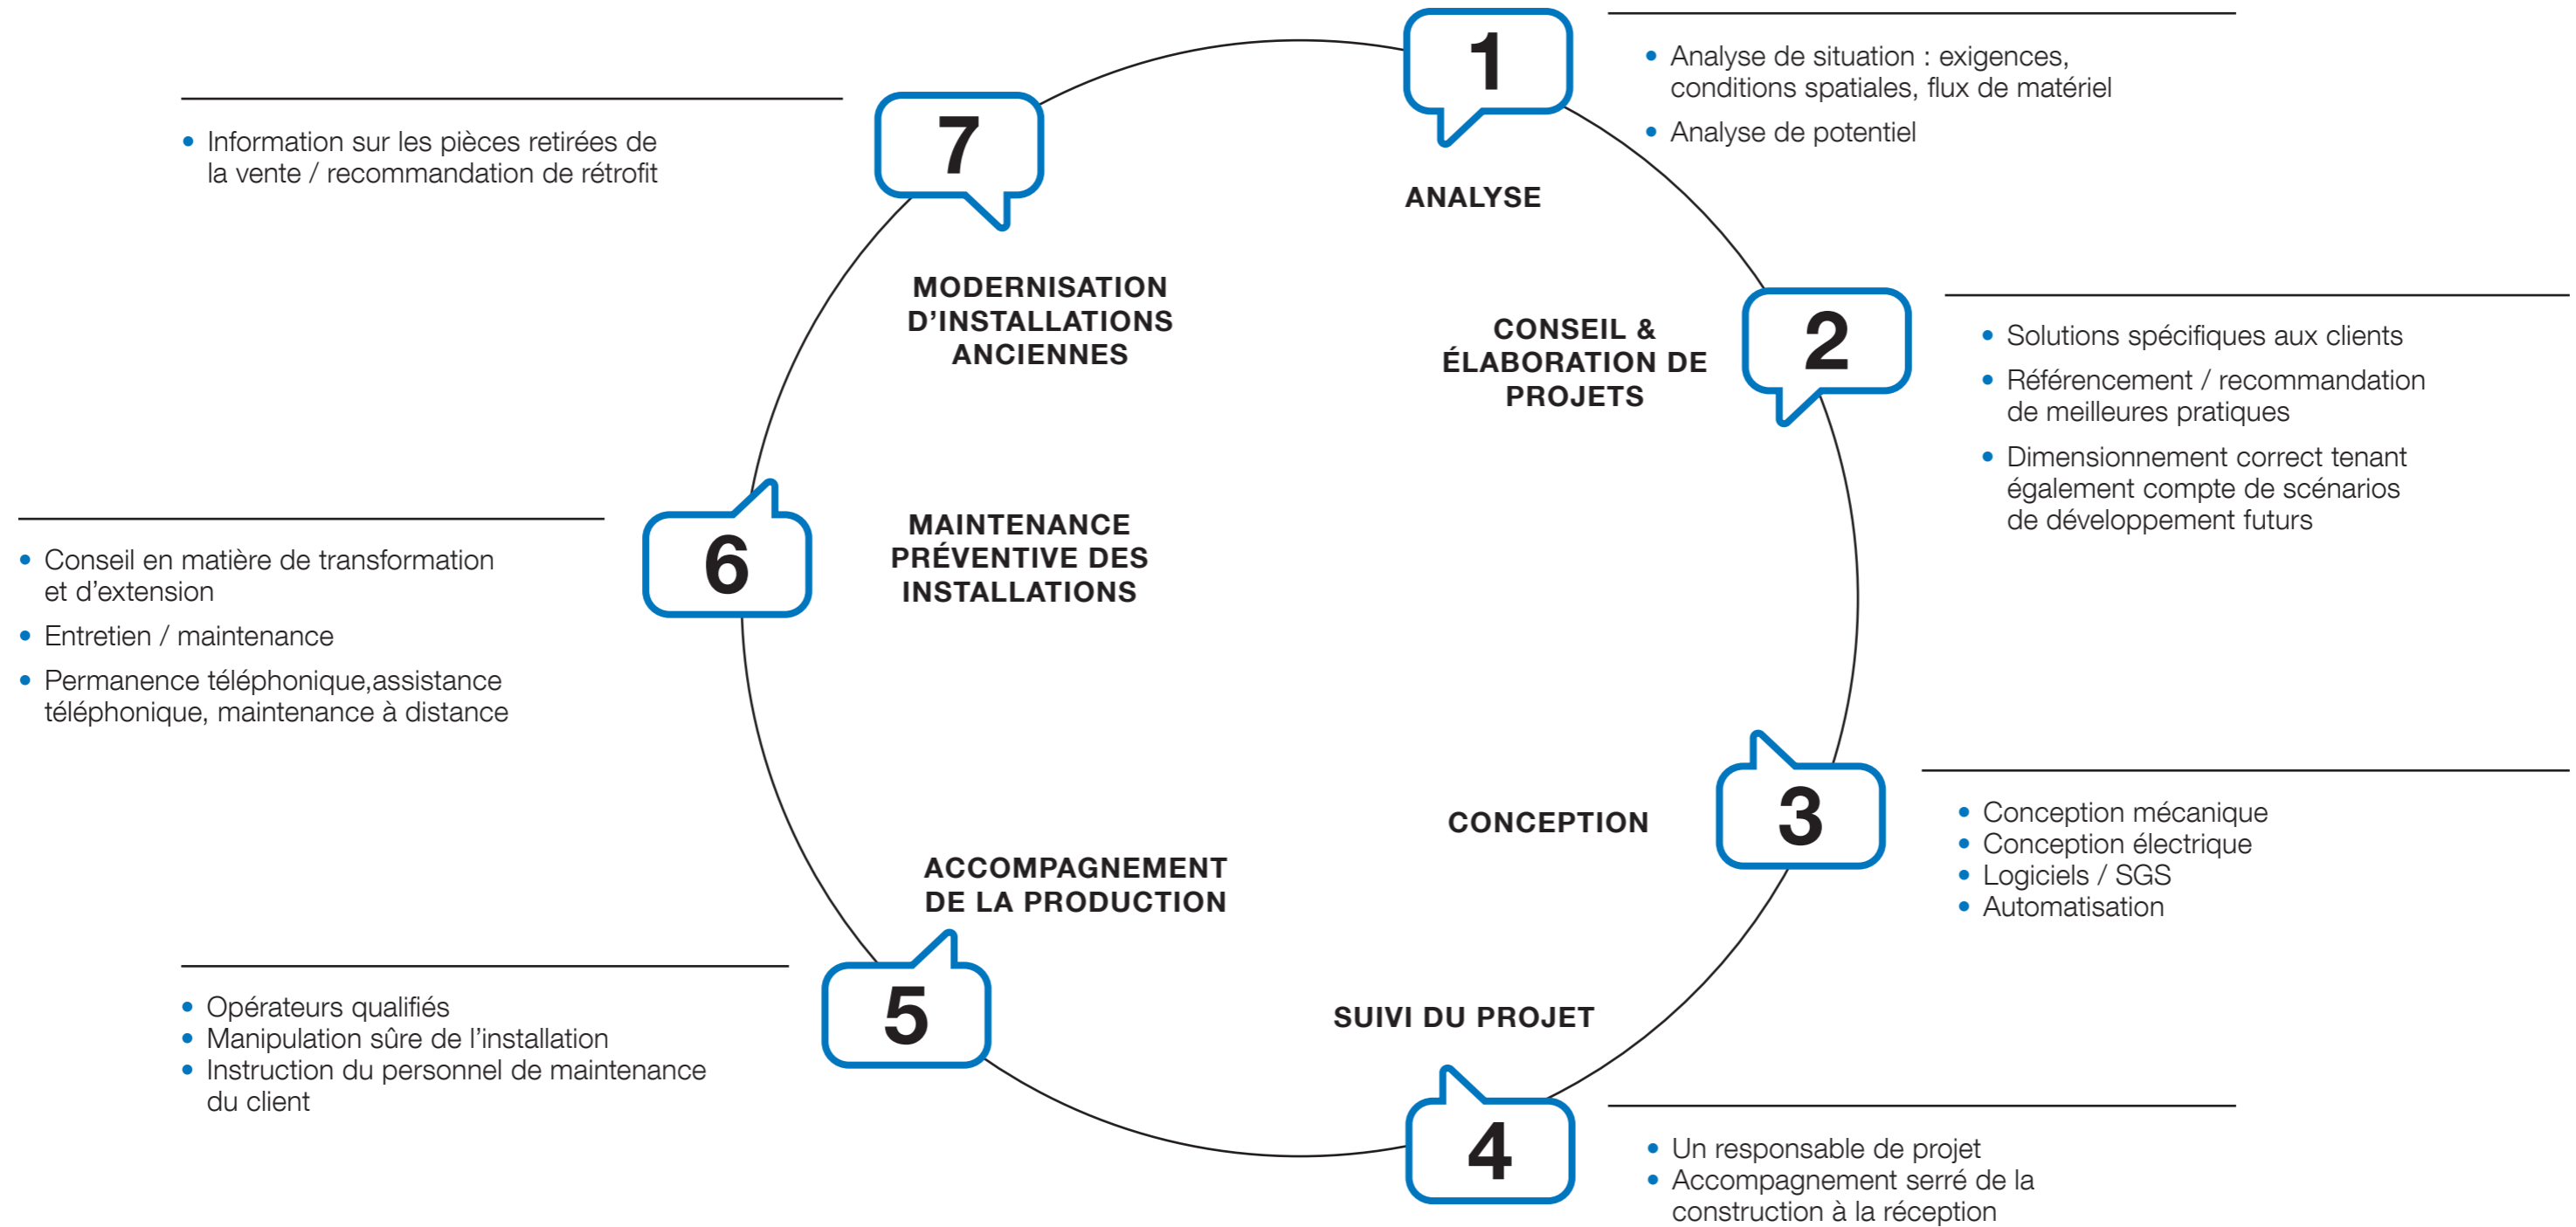 1
ANALYSE
• Analyse de situation : exigences,
conditions spatiales, flux de matériel
• Analyse de potentiel
2
CONSEIL &
ÉLABORATION DE
PROJETS
• Solutions spécifiques aux clients
• Référencement / recommandation
de meilleures pratiques
• Dimensionnement correct tenant
également compte de scénarios
de développement futurs
3
CONCEPTION
• Conception mécanique
• Conception électrique
• Logiciels / SGS
• Automatisation
4
SUIVI DU PROJET
• Un responsable de projet
• Accompagnement serré de la
construction à la réception
5
ACCOMPAGNEMENT
DE LA PRODUCTION
• Opérateurs qualifiés
• Manipulation sûre de l’installation
• Instruction du personnel de maintenance
du client
6
MAINTENANCE
PRÉVENTIVE DES
INSTALLATIONS
• Conseil en matière de transformation
et d’extension
• Entretien / maintenance
• Permanence téléphonique,assistance
téléphonique, maintenance à distance
7
MODERNISATION
D’INSTALLATIONS
ANCIENNES
• Information sur les pièces retirées de
la vente / recommandation de rétrofit